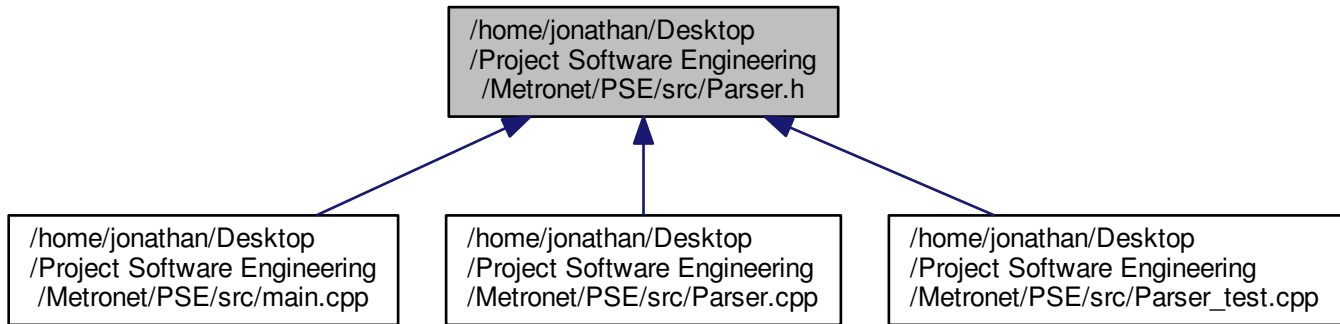 /home/jonathan/Desktop
/Project Software Engineering
/Metronet/PSE/src/Parser.h
/home/jonathan/Desktop
/Project Software Engineering
/Metronet/PSE/src/main.cpp
/home/jonathan/Desktop
/Project Software Engineering
/Metronet/PSE/src/Parser.cpp
/home/jonathan/Desktop
/Project Software Engineering
/Metronet/PSE/src/Parser_test.cpp